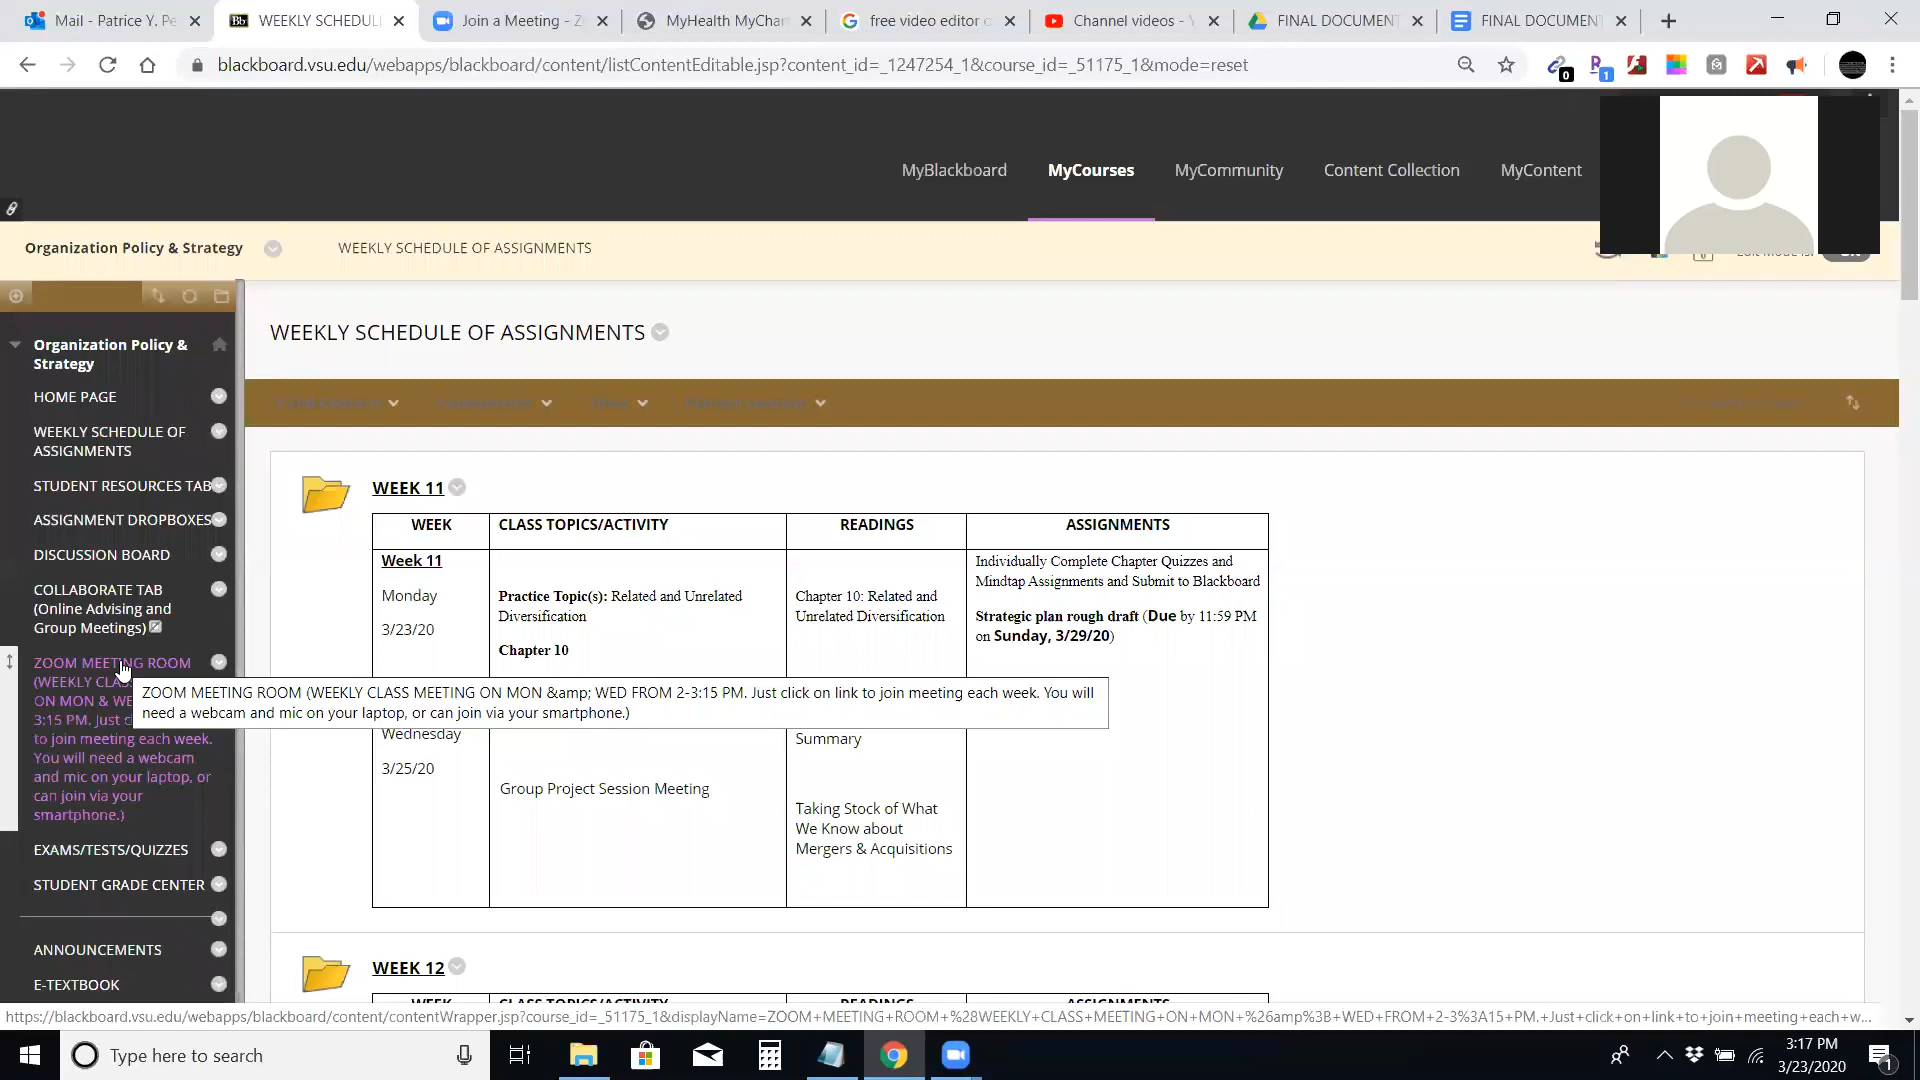 Mail - Patrice Y. Pe
WEEKLY SCHEDUL
Join a Meeting - Z
MyHealth MyChar
free video editor c
Channel videos - Y
FINAL DOCUMENT
FINAL DOCUMENT
blackboard.vsu.edu/webapps/blackboard/content/listContentEditable.jsp?content_id=_1247254_1&course_id=_51175_1&mode=reset
0
1
MyBlackboard
MyCourses
MyCommunity
Content Collection
MyContent
Organization Policy & Strategy
WEEKLY SCHEDULE OF ASSIGNMENTS
Organization Policy &
Strategy
HOME PAGE
WEEKLY SCHEDULE OF
ASSIGNMENTS
STUDENT RESOURCES TAB
ASSIGNMENT DROPBOXES
DISCUSSION BOARD
COLLABORATE TAB
(Online Advising and
Group Meetings)
ZOOM MEETING ROOM
(WEEKLY CLAS
ON MON & WE
3:15 PM. Just c
to join meeting each week.
You will need a webcam
and mic on your laptop, or
can join via your
smartphone.)
EXAMS/TESTS/QUIZZES
STUDENT GRADE CENTER
ANNOUNCEMENTS
E-TEXTBOOK
WEEKLY SCHEDULE OF ASSIGNMENTS
WEEK 11
WEEK
CLASS TOPICS/ACTIVITY
READINGS
ASSIGNMENTS
Week 11
Monday
3/23/20
Practice Topic(s): Related and Unrelated
Diversification
Chapter 10
Chapter 10: Related and
Unrelated Diversification
Individually Complete Chapter Quizzes and
Mindtap Assignments and Submit to Blackboard
Strategic plan rough draft (Due by 11:59 PM
on Sunday, 3/29/20)
ZOOM MEETING ROOM (WEEKLY CLASS MEETING ON MON &amp; WED FROM 2-3:15 PM. Just click on link to join meeting each week. You will
need a webcam and mic on your laptop, or can join via your smartphone.)
Wednesday
3/25/20
Group Project Session Meeting
Summary
Taking Stock of What
We Know about
Mergers & Acquisitions
WEEK 12
WEEK
CLASS TOPICS/ACTIVITY
READINGS
ASSIGNMENTS
https://blackboard.vsu.edu/webapps/blackboard/content/contentWrapper.jsp?course_id=_51175_1&displayName=ZOOM+MEETING+ROOM+%28WEEKLY+CLASS+MEETING+ON+MON+%26amp%3B+WED+FROM+2-3%3A15+PM.+Just+click+on+link+to+join+meeting+each+w...
Type here to search
3:17 PM
3/23/2020
1